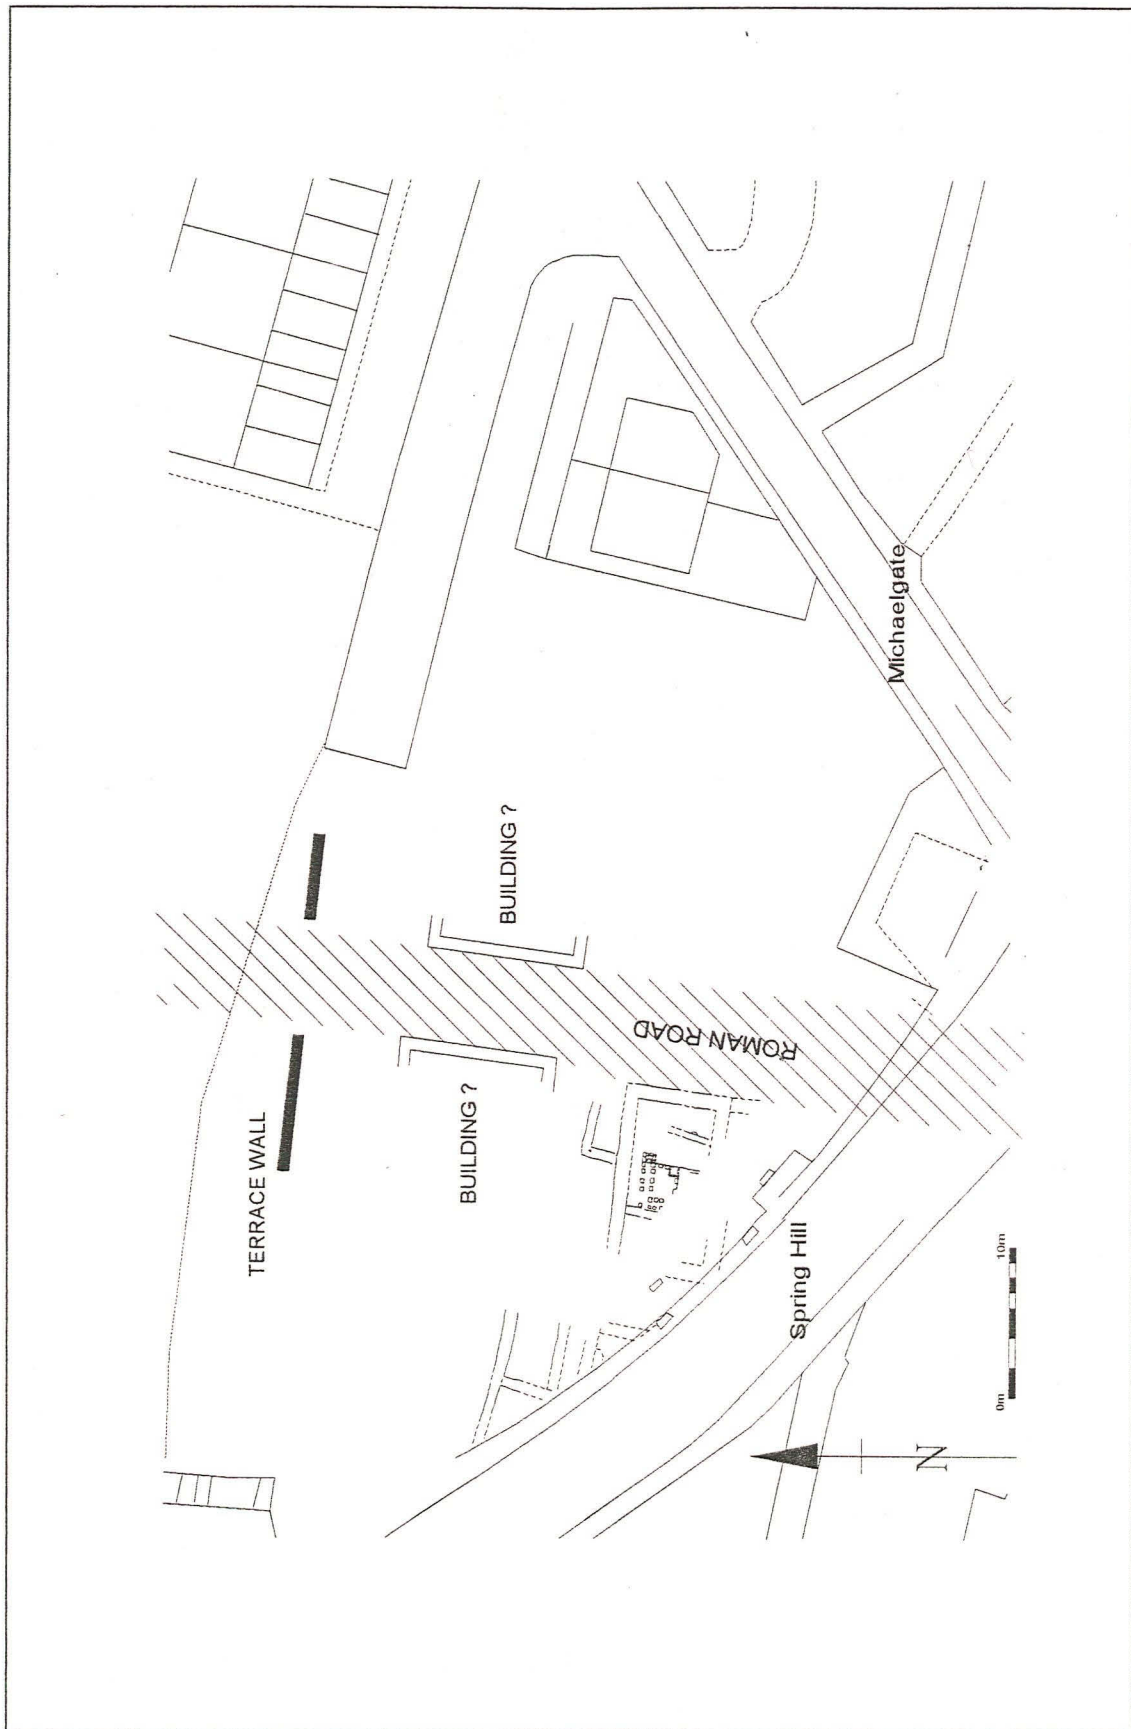 TERRACE WALL
BUILDING ?
BUILDING ?
ROMAN ROAD
Michaelgate
Spring Hill
0m
10m
N